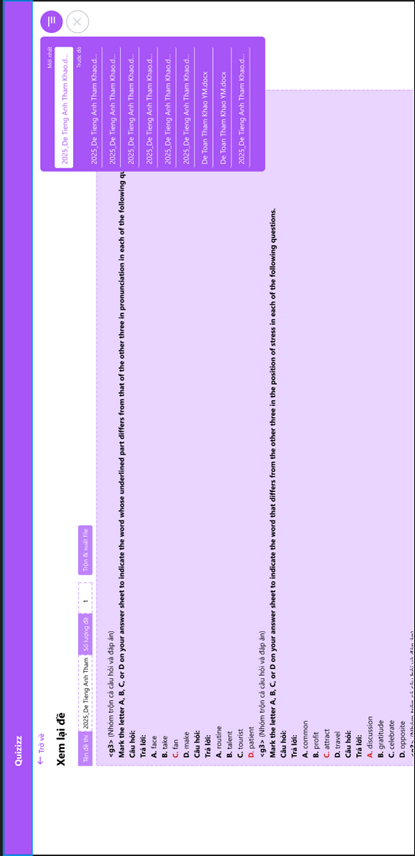 Quizizz
← Trở về
Xem lại đề
Tên đề thi
2025_De Tieng Anh Tham
Số lượng đề
1
Trộn & xuất File
Mới nhất
2025_De Tieng Anh Tham Khao.d...
Trước đó
2025_De Tieng Anh Tham Khao.d...
2025_De Tieng Anh Tham Khao.d...
2025_De Tieng Anh Tham Khao.d...
2025_De Tieng Anh Tham Khao.d...
2025_De Tieng Anh Tham Khao.d...
2025_De Tieng Anh Tham Khao.d...
De Toan Tham Khao YM.docx
De Toan Tham Khao YM.docx
2025_De Tieng Anh Tham Khao.d...
<g3> (Nhóm trộn cả câu hỏi và đáp án)
Mark the letter A, B, C, or D on your answer sheet to indicate the word whose underlined part differs from that of the other three in pronunciation in each of the following qu
Câu hỏi:
Trả lời:
A. face
B. take
C. fan
D. make
Câu hỏi:
Trả lời:
A. routine
B. talent
C. tourist
D. patient
<g3> (Nhóm trộn cả câu hỏi và đáp án)
Mark the letter A, B, C, or D on your answer sheet to indicate the word that differs from the other three in the position of stress in each of the following questions.
Câu hỏi:
Trả lời:
A. common
B. profit
C. attract
D. travel
Câu hỏi:
Trả lời:
A. discussion
B. gratitude
C. celebrate
D. opposite